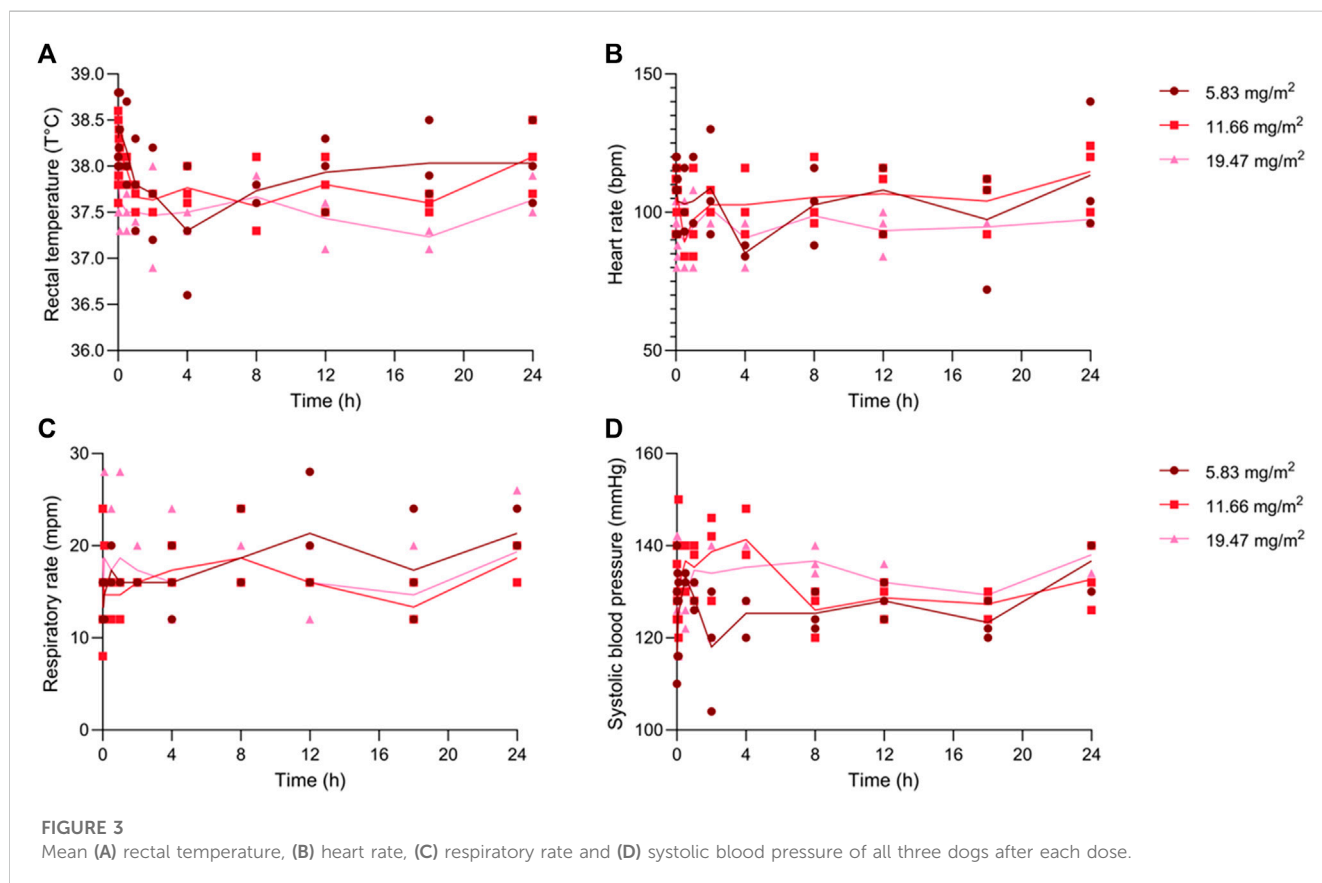 A
B
39.0
38.5
38.0
37.5
37.0
36.5
36.0
Rectal temperature (T°C)
0 4 8 12 16 20 24
Time (h)
150
100
50
Heart rate (bpm)
0 4 8 12 16 20 24
Time (h)
5.83 mg/m²
11.66 mg/m²
19.47 mg/m²
C
D
30
20
10
0
Respiratory rate (mpm)
0 4 8 12 16 20 24
Time (h)
160
140
120
100
Systolic blood pressure (mmHg)
0 4 8 12 16 20 24
Time (h)
5.83 mg/m²
11.66 mg/m²
19.47 mg/m²
FIGURE 3
Mean (A) rectal temperature, (B) heart rate, (C) respiratory rate and (D) systolic blood pressure of all three dogs after each dose.